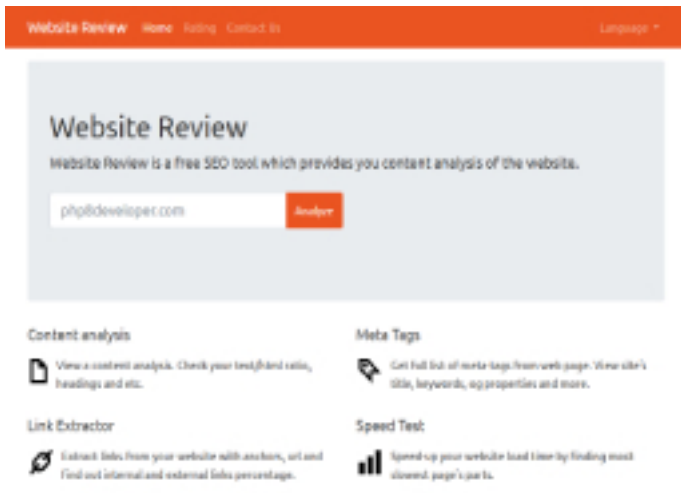 Website Review Home Rating Contact Us Language
Website Review
Website Review is a free SEO tool which provides you content analysis of the website.
php8developer.com Analyze
Content analysis
View a content analysis. Check your text/html ratio,
headings and etc.
Meta Tags
Get full list of meta-tags from web page. View site's
title, keywords, og properties and more.
Link Extractor
Extract links from your website with anchors, url and
find out internal and external links percentage.
Speed Test
Speed up your website load time by finding most
slowest page's parts.